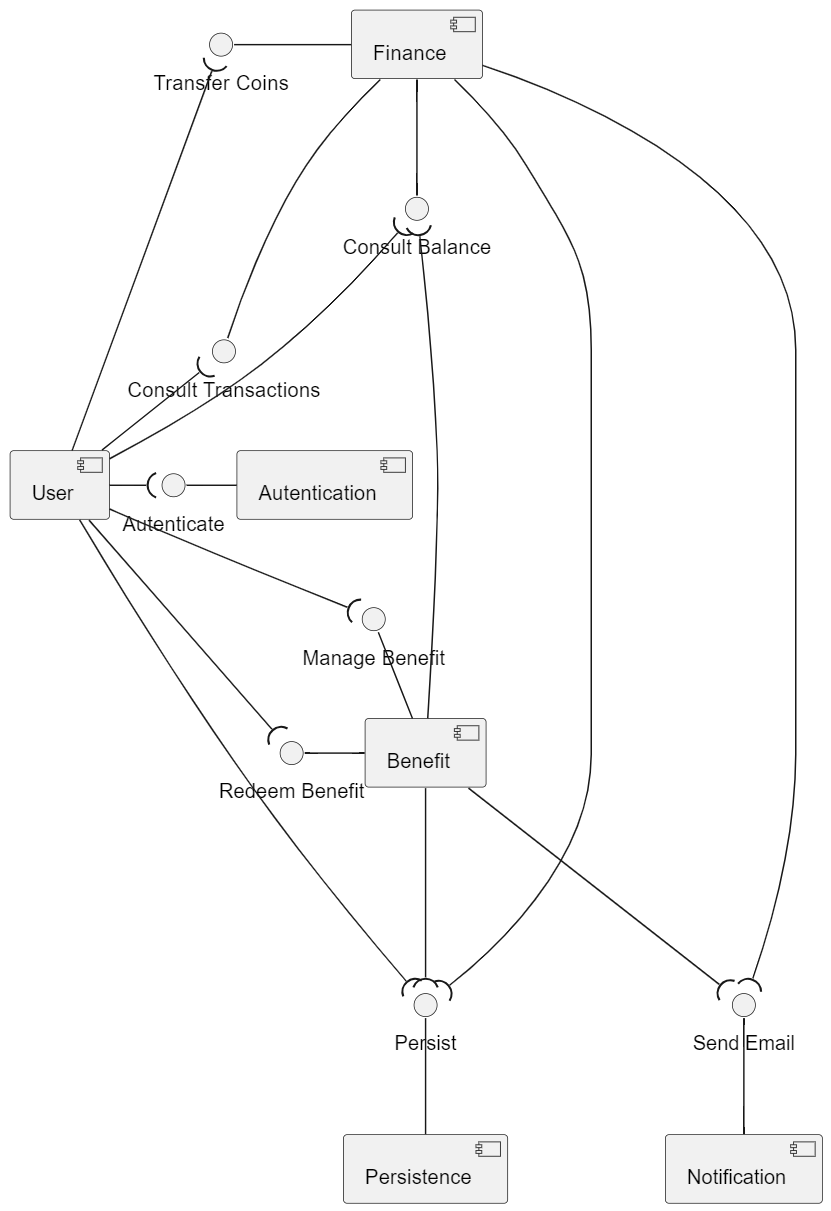 Finance
Transfer Coins
Consult Balance
Consult Transactions
User
Autentication
Autenticate
Manage Benefit
Benefit
Redeem Benefit
Persist
Send Email
Persistence
Notification